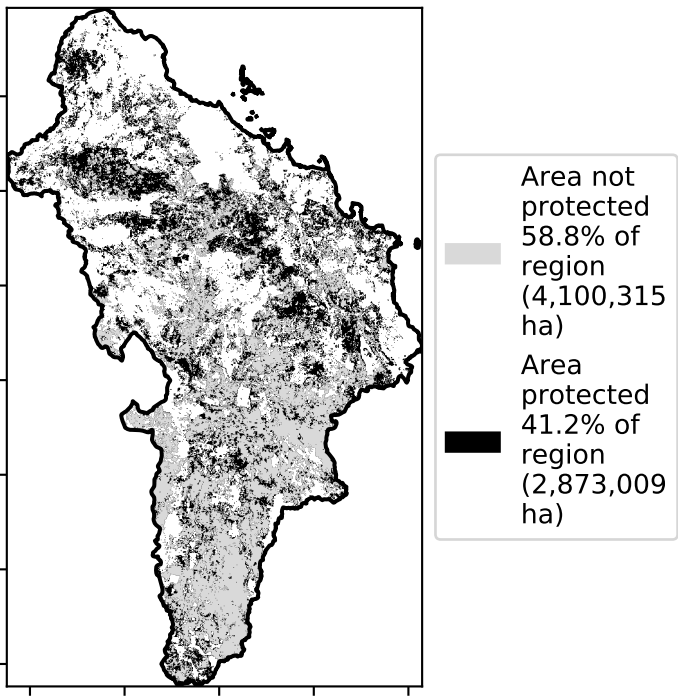 Area not
protected
58.8% of
region
(4,100,315
ha)
Area
protected
41.2% of
region
(2,873,009
ha)